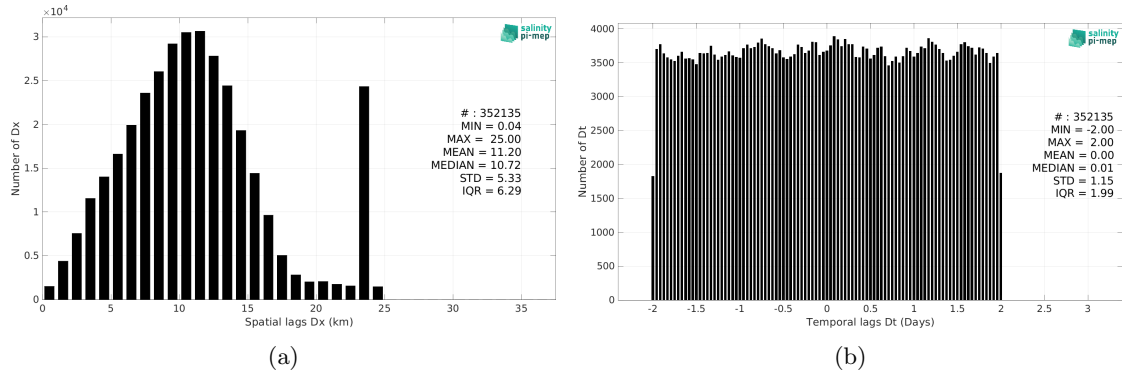 ×10⁴
3
2.5
2
1.5
1
0.5
0
0 5 10 15 20 25 30 35
Number of Dx
Spatial lags Dx (km)
salinity
pi-mep
# : 352135
MIN = 0.04
MAX = 25.00
MEAN = 11.20
MEDIAN = 10.72
STD = 5.33
IQR = 6.29
(a)
4000
3500
3000
2500
2000
1500
1000
500
0
-2 -1.5 -1 -0.5 0 0.5 1 1.5 2 2.5 3
Number of Dt
Temporal lags Dt (Days)
salinity
pi-mep
# : 352135
MIN = -2.00
MAX = 2.00
MEAN = 0.00
MEDIAN = 0.01
STD = 1.15
IQR = 1.99
(b)